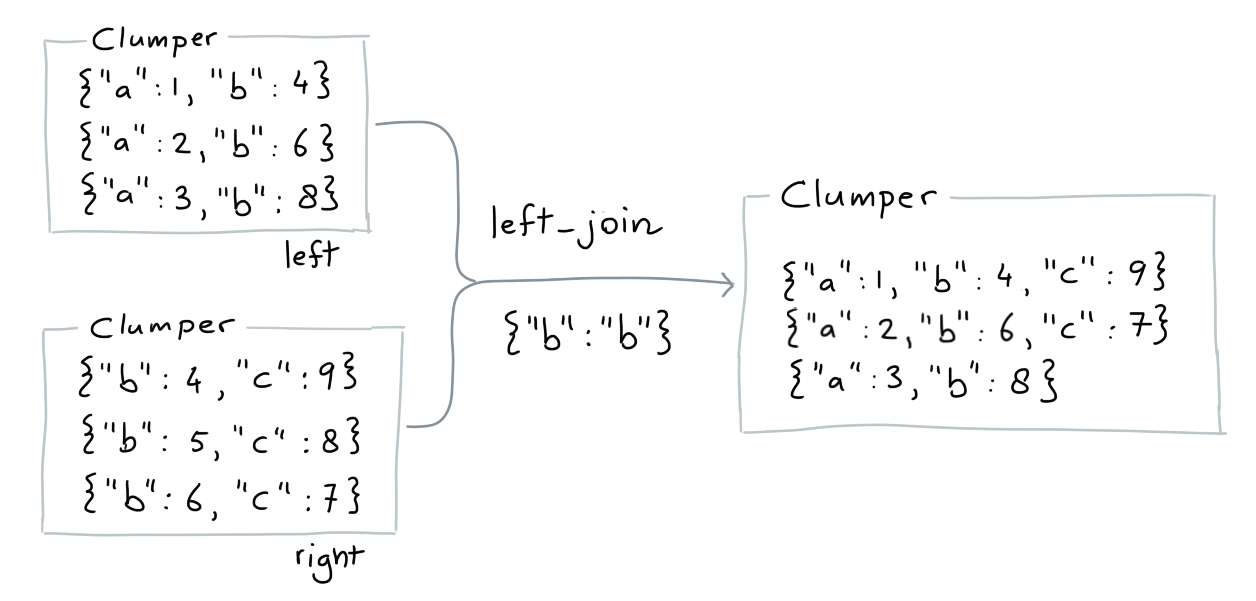 Clumper
{"a":1, "b": 4}
{"a":2,"b": 6}
{"a":3,"b": 8}
left
Clumper
{"b": 4,"c":9}
{"b": 5,"c":8}
{"b":6, "c":7}
right
left_join
{"b":"b"}
Clumper
{"a":1, "b": 4,"c": 9}
{"a":2,"b":6,"c":7}
{"a":3,"b":8}